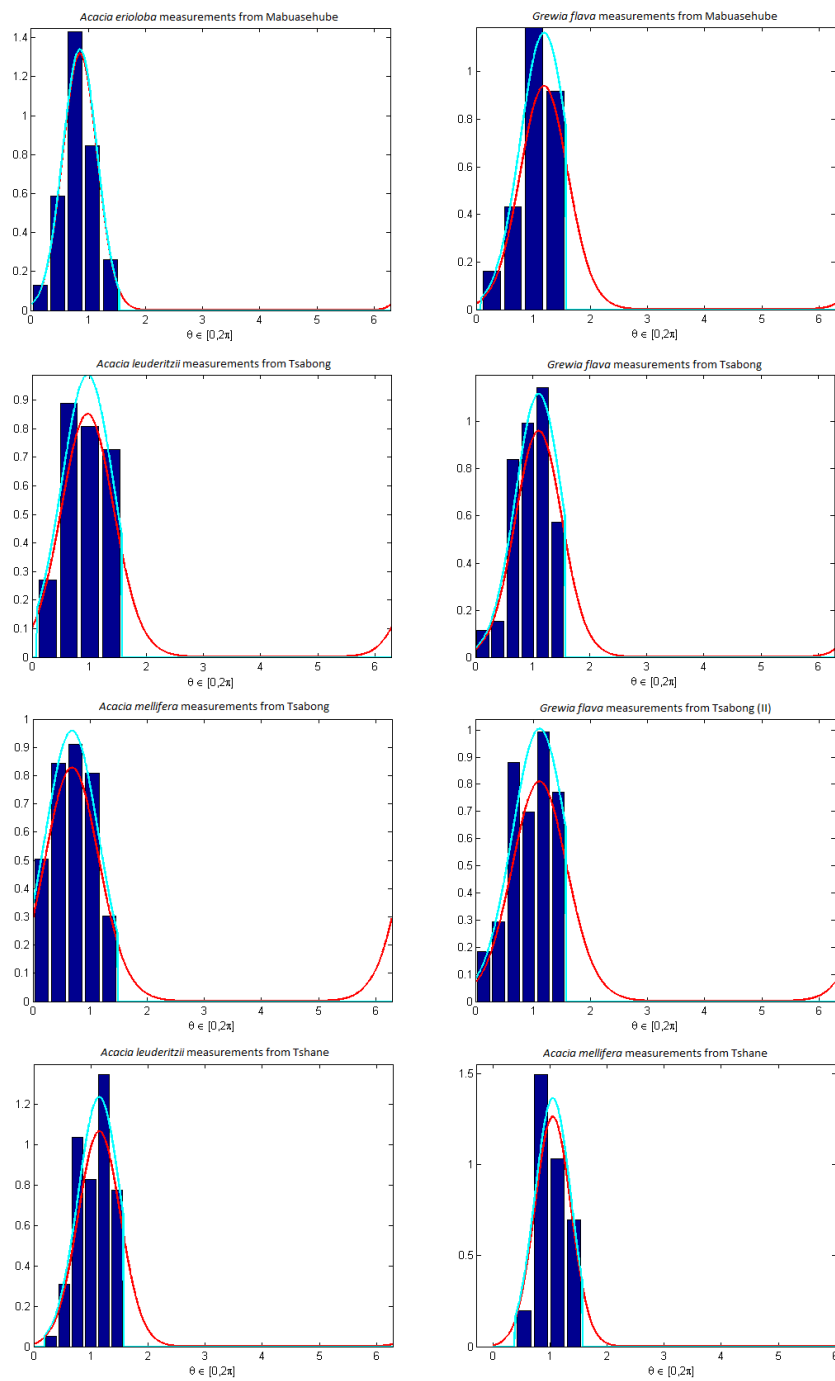 Acacia erioloba measurements from Mabuasehube
1.4
1.2
1
0.8
0.6
0.4
0.2
0
0 1 2 3 4 5 6
θ ∈ [0,2π]
Grewia flava measurements from Mabuasehube
1
0.8
0.6
0.4
0.2
0
0 1 2 3 4 5 6
θ ∈ [0,2π]
Acacia leuderitzii measurements from Tsabong
0.9
0.8
0.7
0.6
0.5
0.4
0.3
0.2
0.1
0
0 1 2 3 4 5 6
θ ∈ [0,2π]
Grewia flava measurements from Tsabong
1
0.8
0.6
0.4
0.2
0
0 1 2 3 4 5 6
θ ∈ [0,2π]
Acacia mellifera measurements from Tsabong
1
0.9
0.8
0.7
0.6
0.5
0.4
0.3
0.2
0.1
0
0 1 2 3 4 5 6
θ ∈ [0,2π]
Grewia flava measurements from Tsabong (II)
1
0.9
0.8
0.7
0.6
0.5
0.4
0.3
0.2
0.1
0
0 1 2 3 4 5 6
θ ∈ [0,2π]
Acacia leuderitzii measurements from Tshane
1.2
1
0.8
0.6
0.4
0.2
0
0 1 2 3 4 5 6
θ ∈ [0,2π]
Acacia mellifera measurements from Tshane
1.5
1
0.5
0
0 1 2 3 4 5 6
θ ∈ [0,2π]